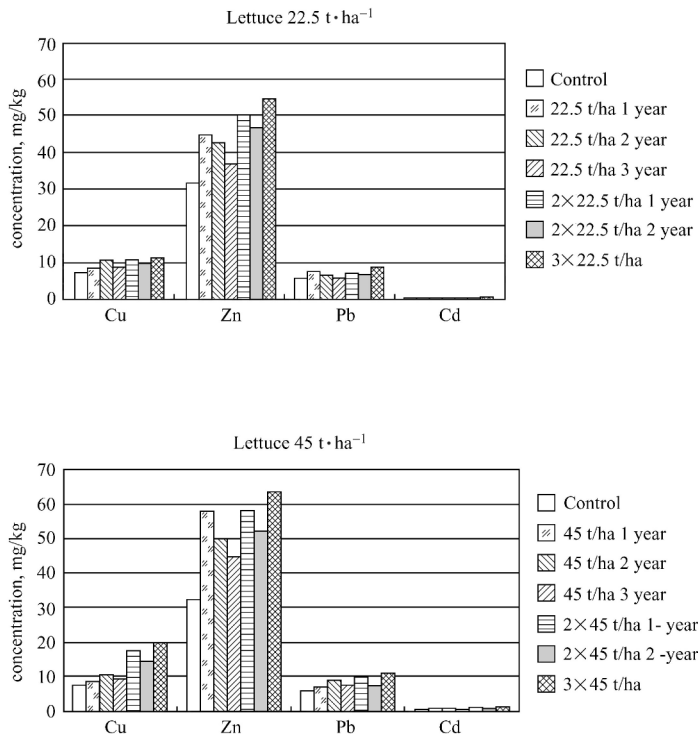 Lettuce 22.5 t·ha⁻¹
concentration, mg/kg
70
60
50
40
30
20
10
0
Cu Zn Pb Cd
Control
22.5 t/ha 1 year
22.5 t/ha 2 year
22.5 t/ha 3 year
2×22.5 t/ha 1 year
2×22.5 t/ha 2 year
3×22.5 t/ha
Lettuce 45 t·ha⁻¹
concentration, mg/kg
70
60
50
40
30
20
10
0
Cu Zn Pb Cd
Control
45 t/ha 1 year
45 t/ha 2 year
45 t/ha 3 year
2×45 t/ha 1- year
2×45 t/ha 2 -year
3×45 t/ha